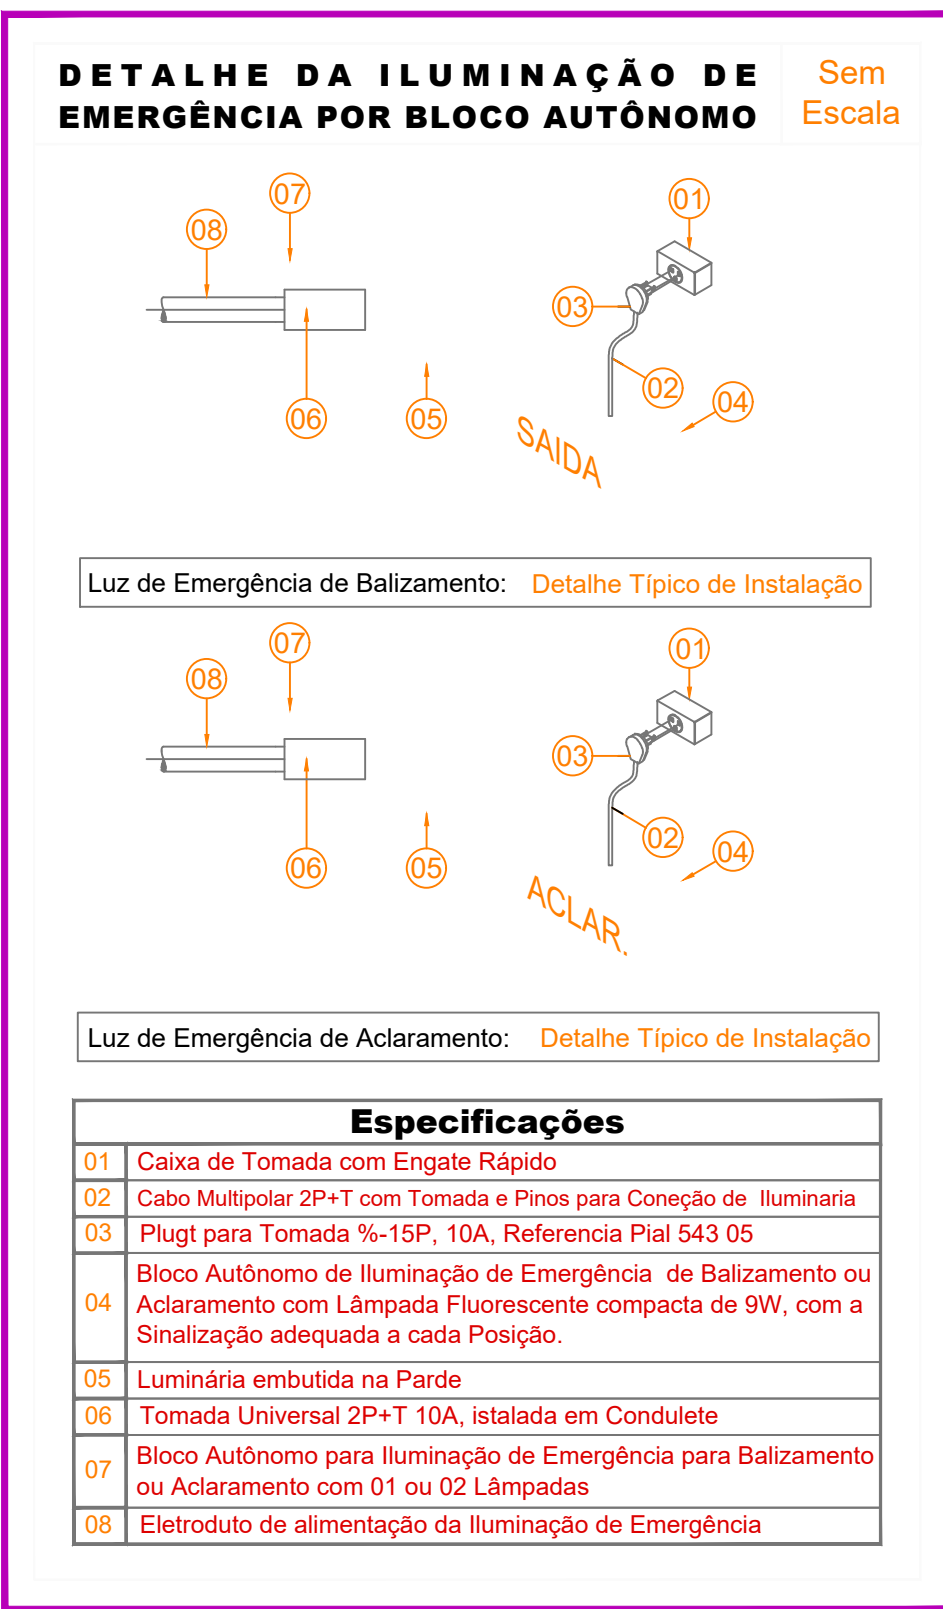 DETALHE DA ILUMINAÇÃO DE
EMERGÊNCIA POR BLOCO AUTÔNOMO
Sem
Escala
07
01
08
03
02
04
06
05
SAIDA
Luz de Emergência de Balizamento: Detalhe Típico de Instalação
07
01
08
03
02
04
06
05
ACLAR.
Luz de Emergência de Aclaramento: Detalhe Típico de Instalação
Especificações
01 Caixa de Tomada com Engate Rápido
02 Cabo Multipolar 2P+T com Tomada e Pinos para Coneção de Iluminaria
03 Plugt para Tomada %-15P, 10A, Referencia Pial 543 05
04 Bloco Autônomo de Iluminação de Emergência de Balizamento ou
Aclaramento com Lâmpada Fluorescente compacta de 9W, com a
Sinalização adequada a cada Posição.
05 Luminária embutida na Parde
06 Tomada Universal 2P+T 10A, istalada em Condulete
07 Bloco Autônomo para Iluminação de Emergência para Balizamento
ou Aclaramento com 01 ou 02 Lâmpadas
08 Eletroduto de alimentação da Iluminação de Emergência